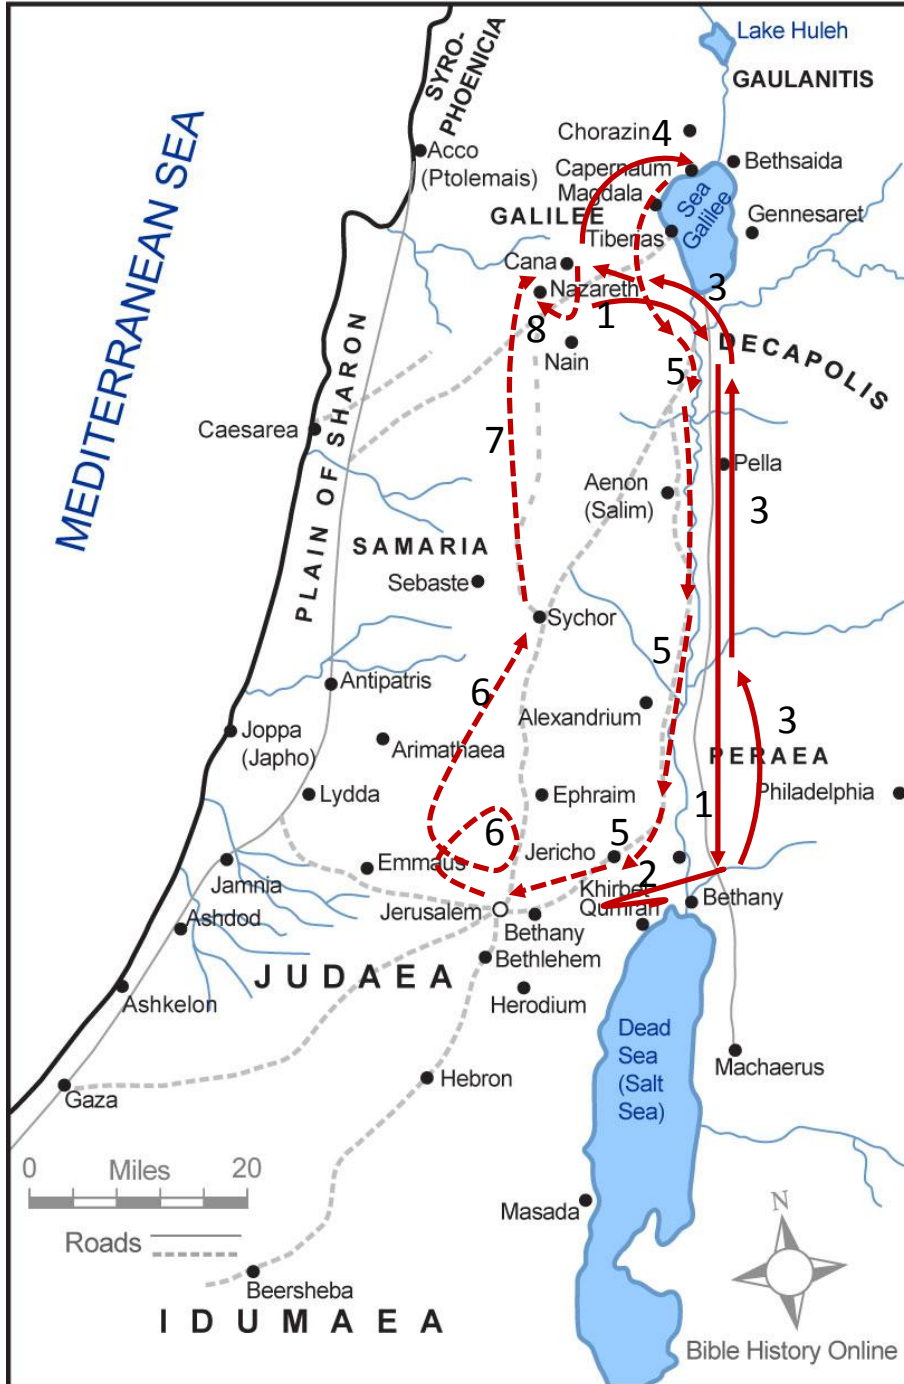 Lake Huleh
SYRO-
PHOENICIA
GAULANITIS
MEDITERRANEAN SEA
Chorazin
4
Acco
(Ptolemais)
Capernaum
Bethsaida
Magdala
Sea
Galilee
GALILEE
Gennesaret
Tiberias
Cana
Nazareth
3
1
8
Nain
DECAPOLIS
5
PLAIN OF SHARON
Caesarea
7
Pella
Aenon
(Salim)
3
SAMARIA
Sebaste
Sychor
5
6
Antipatris
Alexandrium
3
Joppa
(Japho)
Arimathaea
PERAEA
Lydda
Ephraim
1
Philadelphia
6
5
Jericho
Emmaus
2
Jamnia
Khirbet
Qumran
Bethany
Jerusalem
Ashdod
Bethany
Bethlehem
JUDAEA
Ashkelon
Herodium
Dead
Sea
(Salt
Sea)
Machaerus
Hebron
Gaza
0 Miles 20
Masada
N
Roads
Beersheba
IDUMAEA
Bible History Online